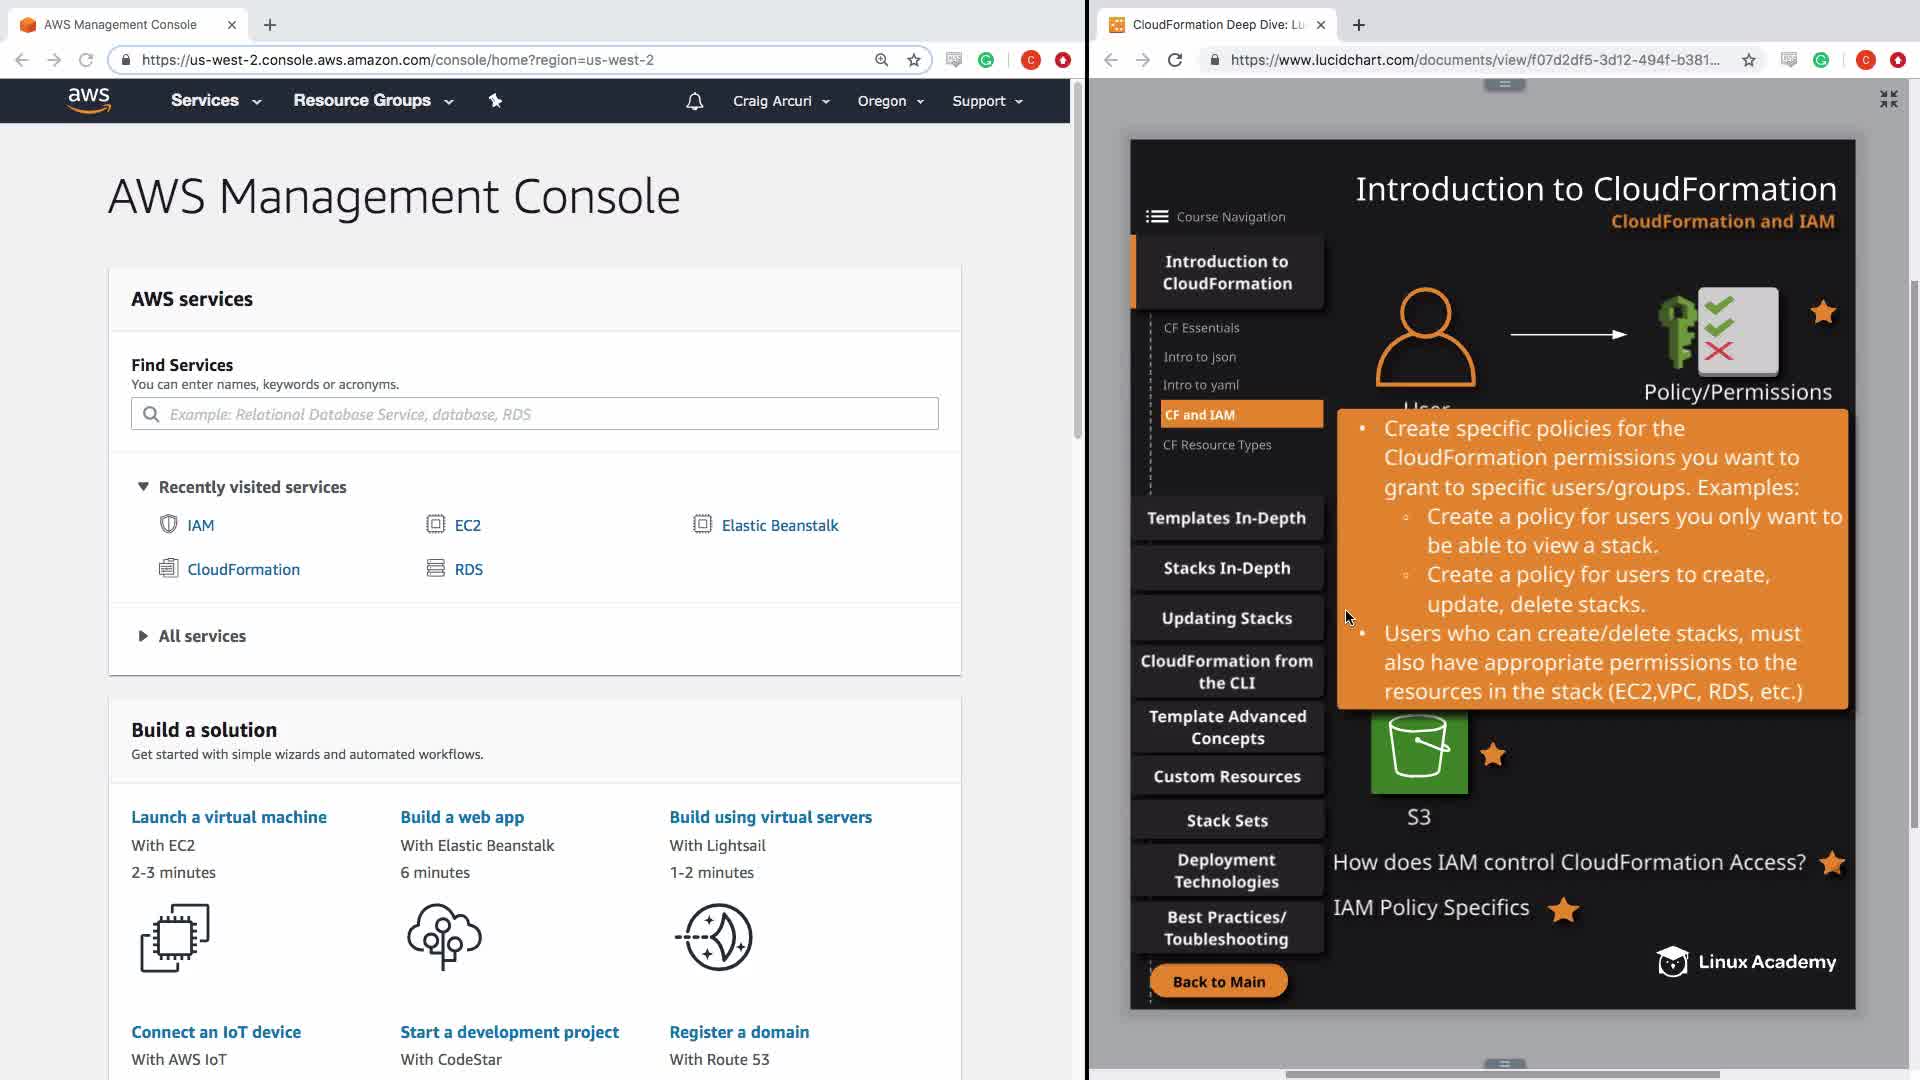 AWS Management Console
https://us-west-2.console.aws.amazon.com/console/home?region=us-west-2
C
aws
Services
Resource Groups
Craig Arcuri
Oregon
Support
AWS Management Console
AWS services
Find Services
You can enter names, keywords or acronyms.
Example: Relational Database Service, database, RDS
Recently visited services
IAM
EC2
Elastic Beanstalk
CloudFormation
RDS
All services
Build a solution
Get started with simple wizards and automated workflows.
Launch a virtual machine
With EC2
2-3 minutes
Build a web app
With Elastic Beanstalk
6 minutes
Build using virtual servers
With Lightsail
1-2 minutes
Connect an IoT device
With AWS IoT
Start a development project
With CodeStar
Register a domain
With Route 53
CloudFormation Deep Dive: Lu
https://www.lucidchart.com/documents/view/f07d2df5-3d12-494f-b381...
C
Introduction to CloudFormation
CloudFormation and IAM
Course Navigation
Introduction to
CloudFormation
CF Essentials
Intro to json
Intro to yaml
CF and IAM
CF Resource Types
Templates In-Depth
Stacks In-Depth
Updating Stacks
CloudFormation from
the CLI
Template Advanced
Concepts
Custom Resources
Stack Sets
Deployment
Technologies
Best Practices/
Toubleshooting
Back to Main
User
Policy/Permissions
• Create specific policies for the
CloudFormation permissions you want to
grant to specific users/groups. Examples:
◦ Create a policy for users you only want to
be able to view a stack.
◦ Create a policy for users to create,
update, delete stacks.
• Users who can create/delete stacks, must
also have appropriate permissions to the
resources in the stack (EC2,VPC, RDS, etc.)
S3
How does IAM control CloudFormation Access?
IAM Policy Specifics
Linux Academy